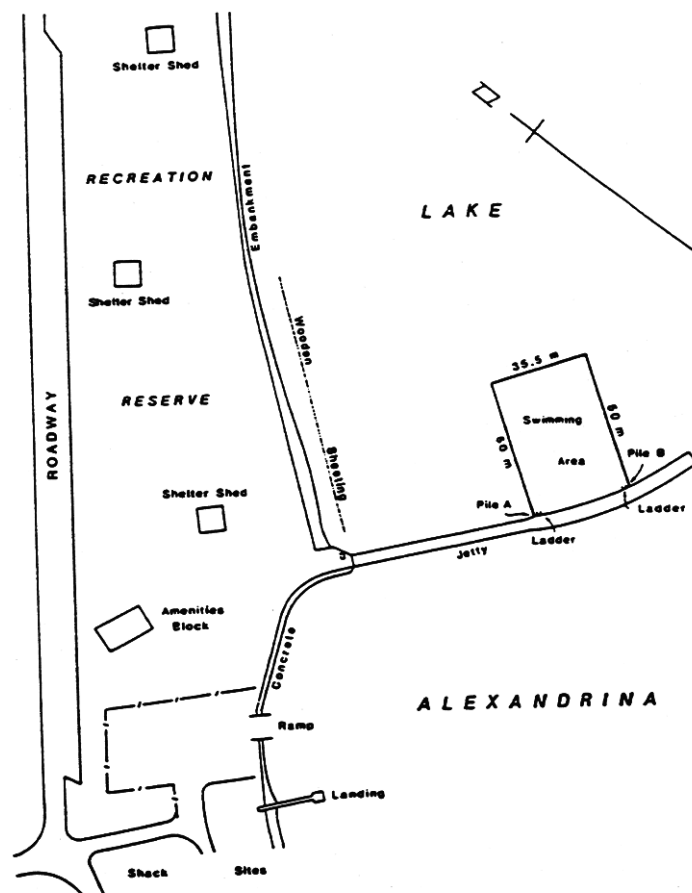 Shelter Shed
RECREATION
Embankment
LAKE
Shelter Shed
Wooden
35.5 m
ROADWAY
RESERVE
Swimming
60 m
60 m
Sheeting
Area
Pile B
Shelter Shed
Pile A
Ladder
Ladder
Jetty
Amenities
Block
Concrete
ALEXANDRINA
Ramp
Landing
Shack
Sites